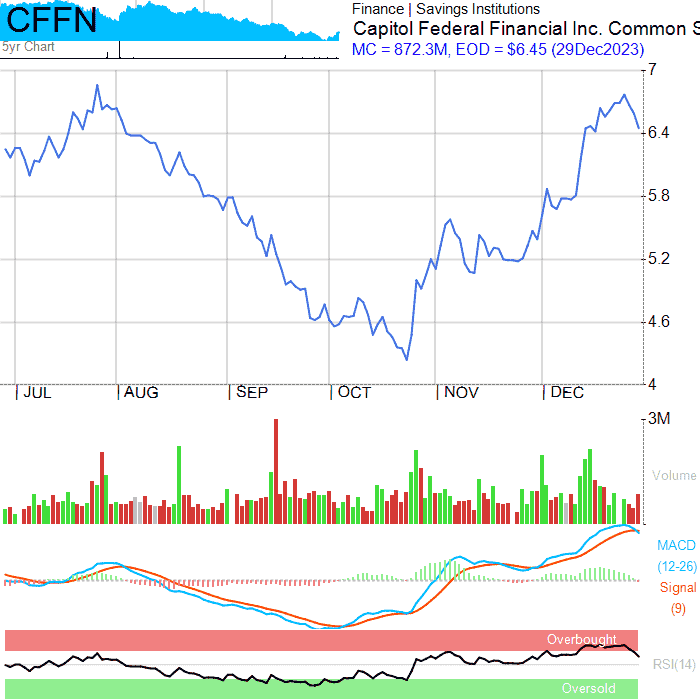 CFFN
5yr Chart
Finance | Savings Institutions
Capitol Federal Financial Inc. Common S
MC = 872.3M, EOD = $6.45 (29Dec2023)
7
6.4
5.8
5.2
4.6
4
JUL AUG SEP OCT NOV DEC
3M
Volume
MACD
(12-26)
Signal
(9)
Overbought
RSI(14)
Oversold